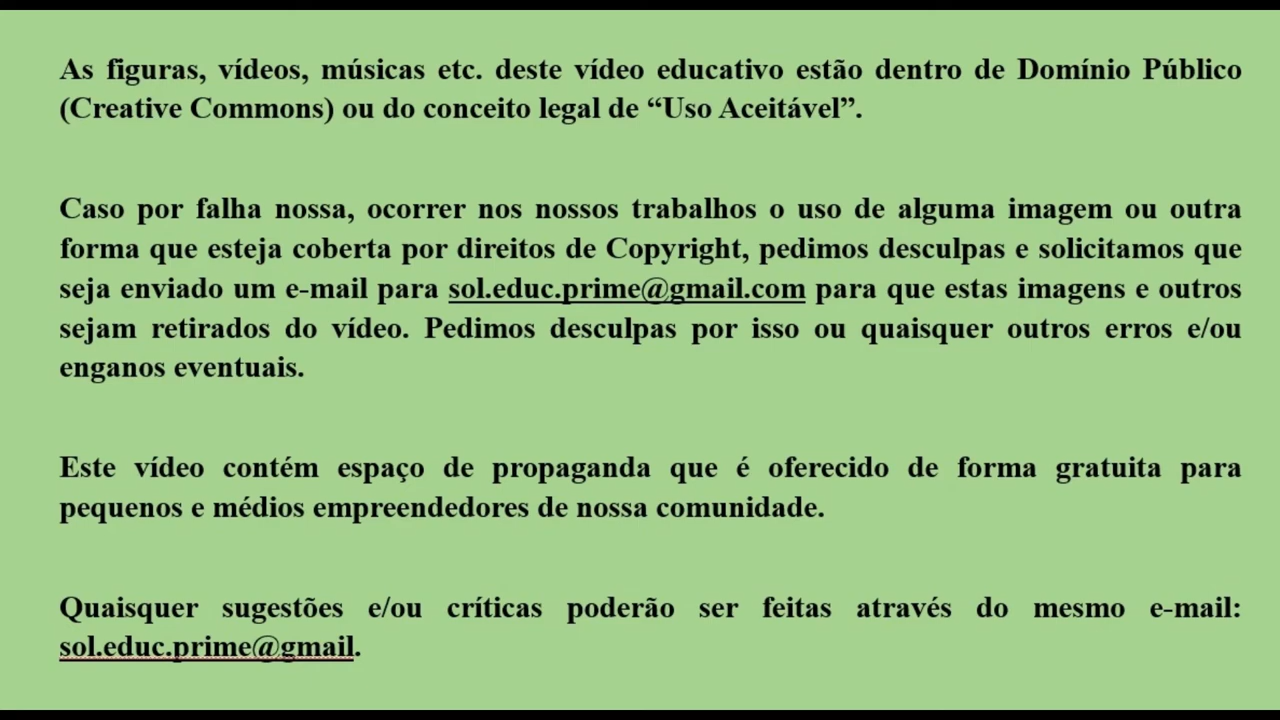 As figuras, vídeos, músicas etc. deste vídeo educativo estão dentro de Domínio Público
(Creative Commons) ou do conceito legal de “Uso Aceitável”.
Caso por falha nossa, ocorrer nos nossos trabalhos o uso de alguma imagem ou outra
forma que esteja coberta por direitos de Copyright, pedimos desculpas e solicitamos que
seja enviado um e-mail para sol.educ.prime@gmail.com para que estas imagens e outros
sejam retirados do vídeo. Pedimos desculpas por isso ou quaisquer outros erros e/ou
enganos eventuais.
Este vídeo contém espaço de propaganda que é oferecido de forma gratuita para
pequenos e médios empreendedores de nossa comunidade.
Quaisquer sugestões e/ou críticas poderão ser feitas através do mesmo e-mail:
sol.educ.prime@gmail.